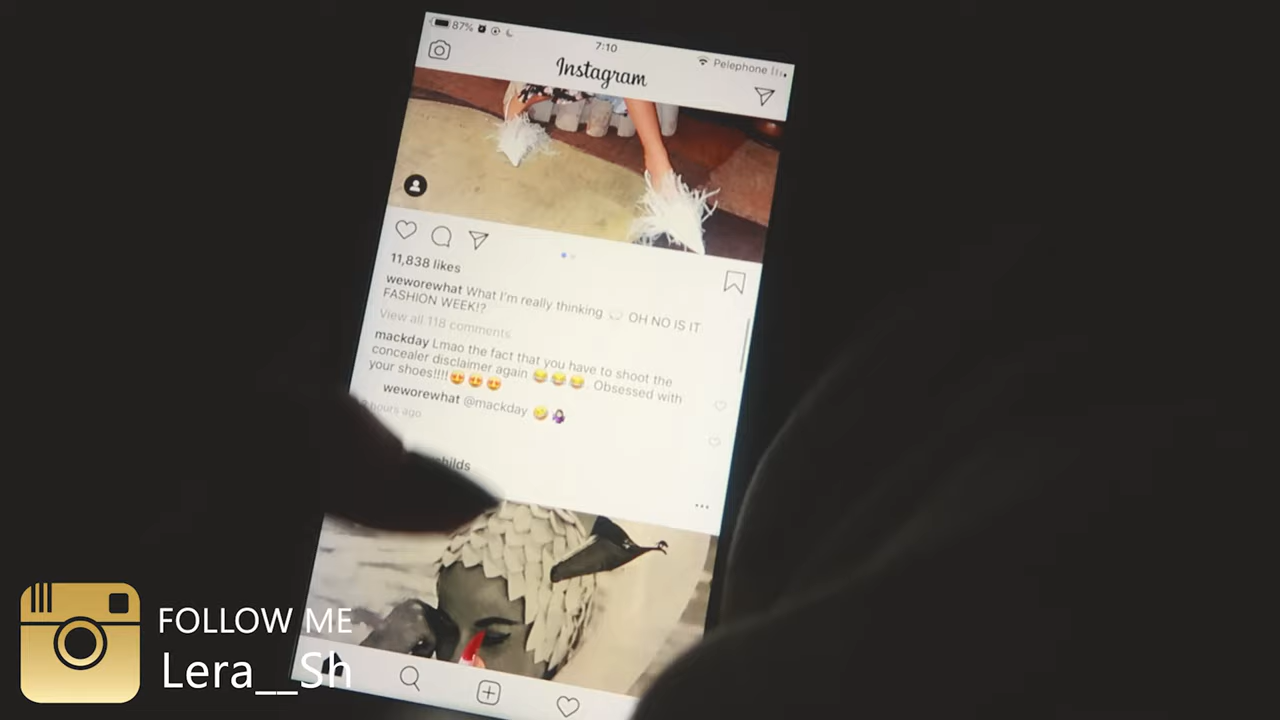 87%
7:10
Pelephone
Instagram
11,838 likes
weworewhat What I'm really thinking 💭 OH NO IS IT
FASHION WEEK!?
View all 118 comments
mackday Lmao the fact that you have to shoot the
concealer disclaimer again 😂😂😂. Obsessed with
your shoes!!!!😍😍😍
weworewhat @mackday
hours ago
FOLLOW ME
Lera__Sh